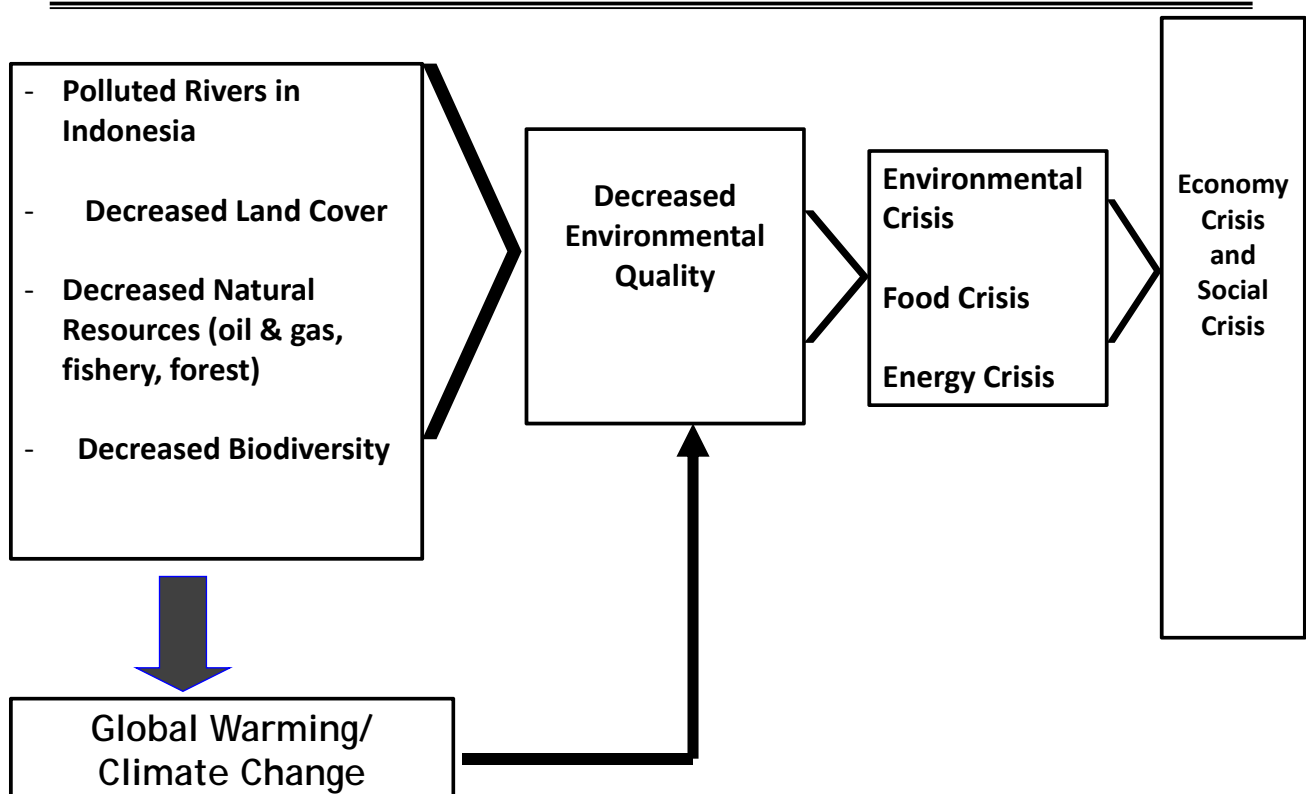 - Polluted Rivers in
Indonesia
- Decreased Land Cover
- Decreased Natural
Resources (oil & gas,
fishery, forest)
- Decreased Biodiversity
Decreased
Environmental
Quality
Environmental
Crisis
Food Crisis
Energy Crisis
Economy
Crisis
and
Social
Crisis
Global Warming/
Climate Change